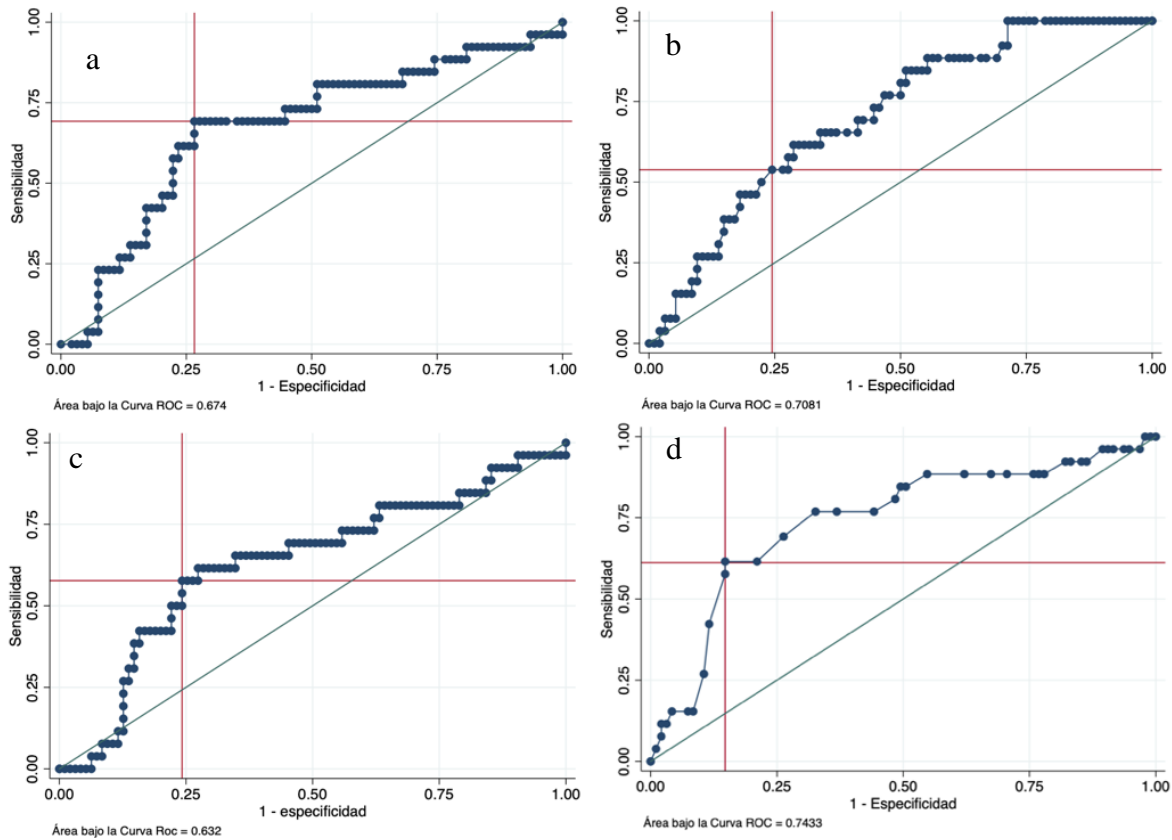 a
Sensibilidad
1.00
0.75
0.50
0.25
0.00
0.00 0.25 0.50 0.75 1.00
1 - Especificidad
Área bajo la Curva ROC = 0.674
b
Sensibilidad
1.00
0.75
0.50
0.25
0.00
0.00 0.25 0.50 0.75 1.00
1 - Especificidad
Área bajo la Curva ROC = 0.7081
c
Sensibilidad
1.00
0.75
0.50
0.25
0.00
0.00 0.25 0.50 0.75 1.00
1 - especificidad
Área bajo la Curva Roc = 0.632
d
Sensibilidad
1.00
0.75
0.50
0.25
0.00
0.00 0.25 0.50 0.75 1.00
1 - Especificidad
Área bajo la Curva ROC = 0.7433